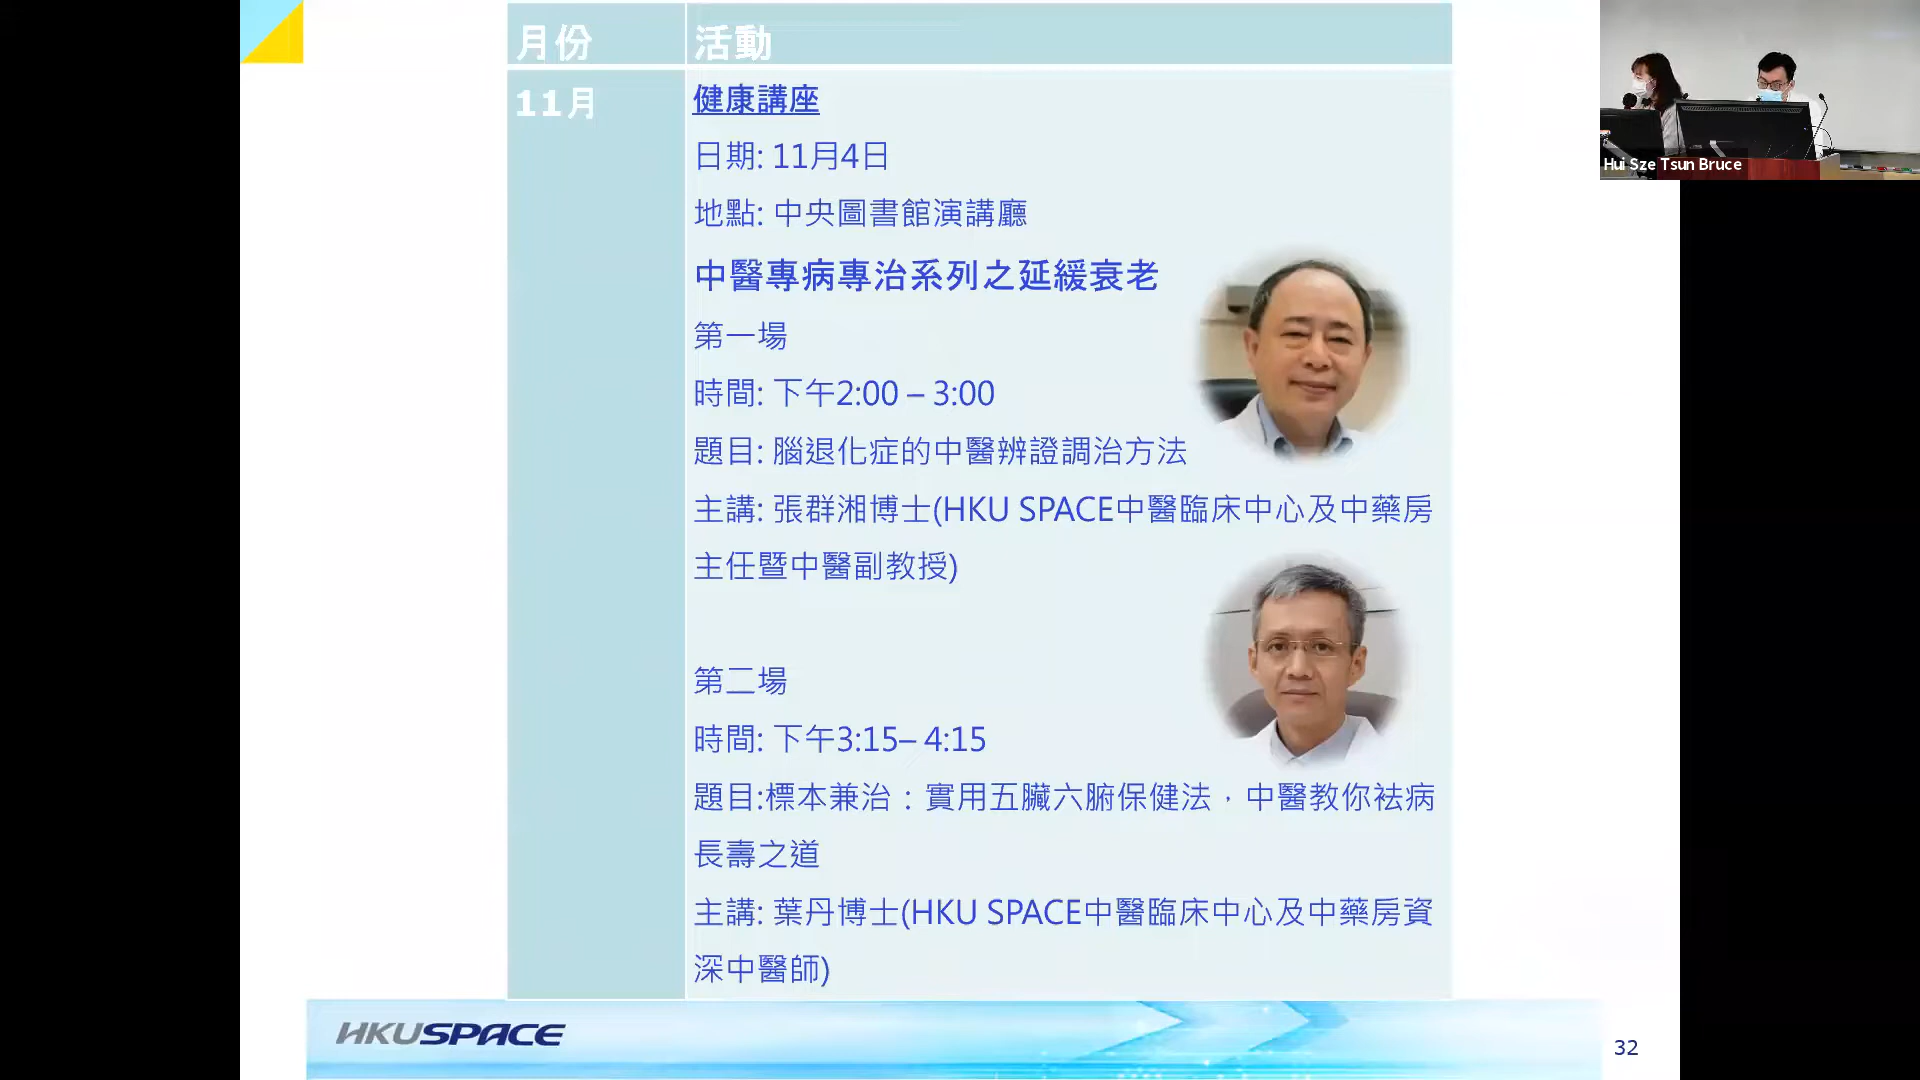 月份 活動
11月 健康講座
日期: 11月4日
地點: 中央圖書館演講廳
中醫專病專治系列之延緩衰老
第一場
時間: 下午2:00 – 3:00
題目: 腦退化症的中醫辨證調治方法
主講: 張群湘博士(HKU SPACE中醫臨床中心及中藥房
主任暨中醫副教授)
第二場
時間: 下午3:15– 4:15
題目:標本兼治：實用五臟六腑保健法，中醫教你袪病
長壽之道
主講: 葉丹博士(HKU SPACE中醫臨床中心及中藥房資
深中醫師)
HKUSPACE
32
Hui Sze Tsun Bruce